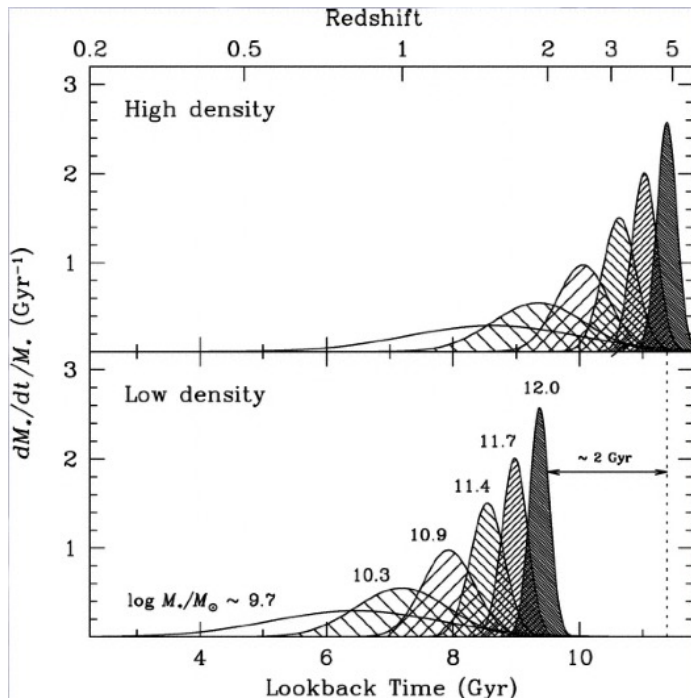 Redshift
0.2 0.5 1 2 3 5
High density
3
2
1
dM⋆/dt/M⋆ (Gyr⁻¹)
Low density
3
2
1
12.0
11.7
11.4
10.9
10.3
~ 2 Gyr
log M⋆/M⊙ ~ 9.7
4 6 8 10
Lookback Time (Gyr)